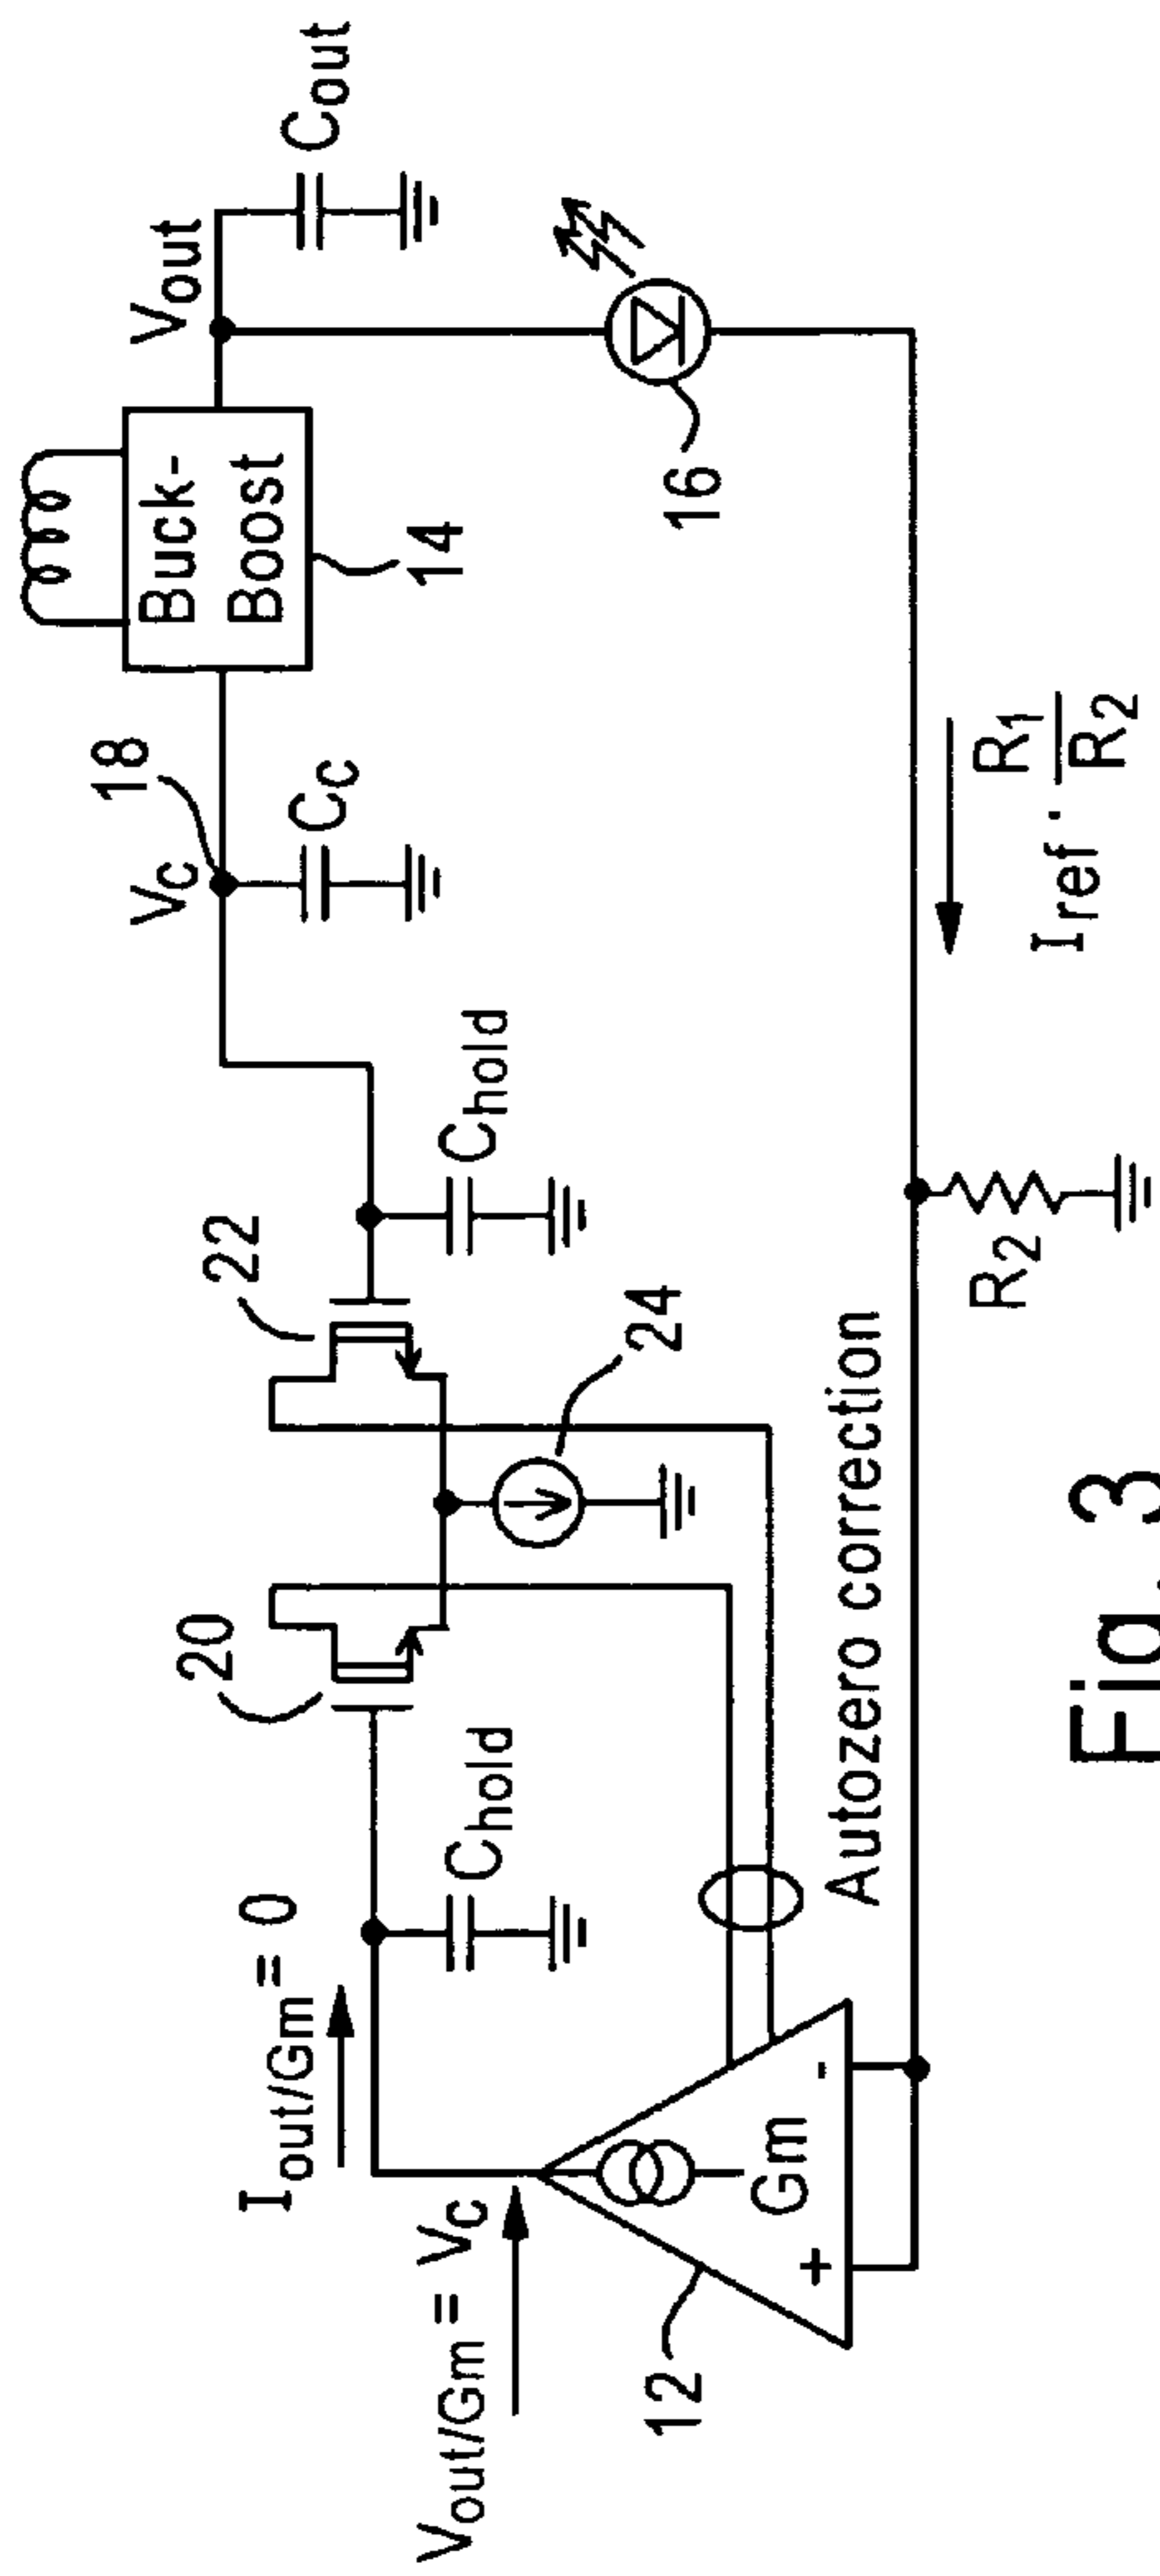 Buck-
Boost
14
Vout
Cout
18
VC
CC
22
Chold
20
Chold
24
16
Iout/Gm = 0
Vout/Gm = VC
12
+
Gm
-
Autozero correction
R2
Iref · R1
R2
Fig. 3